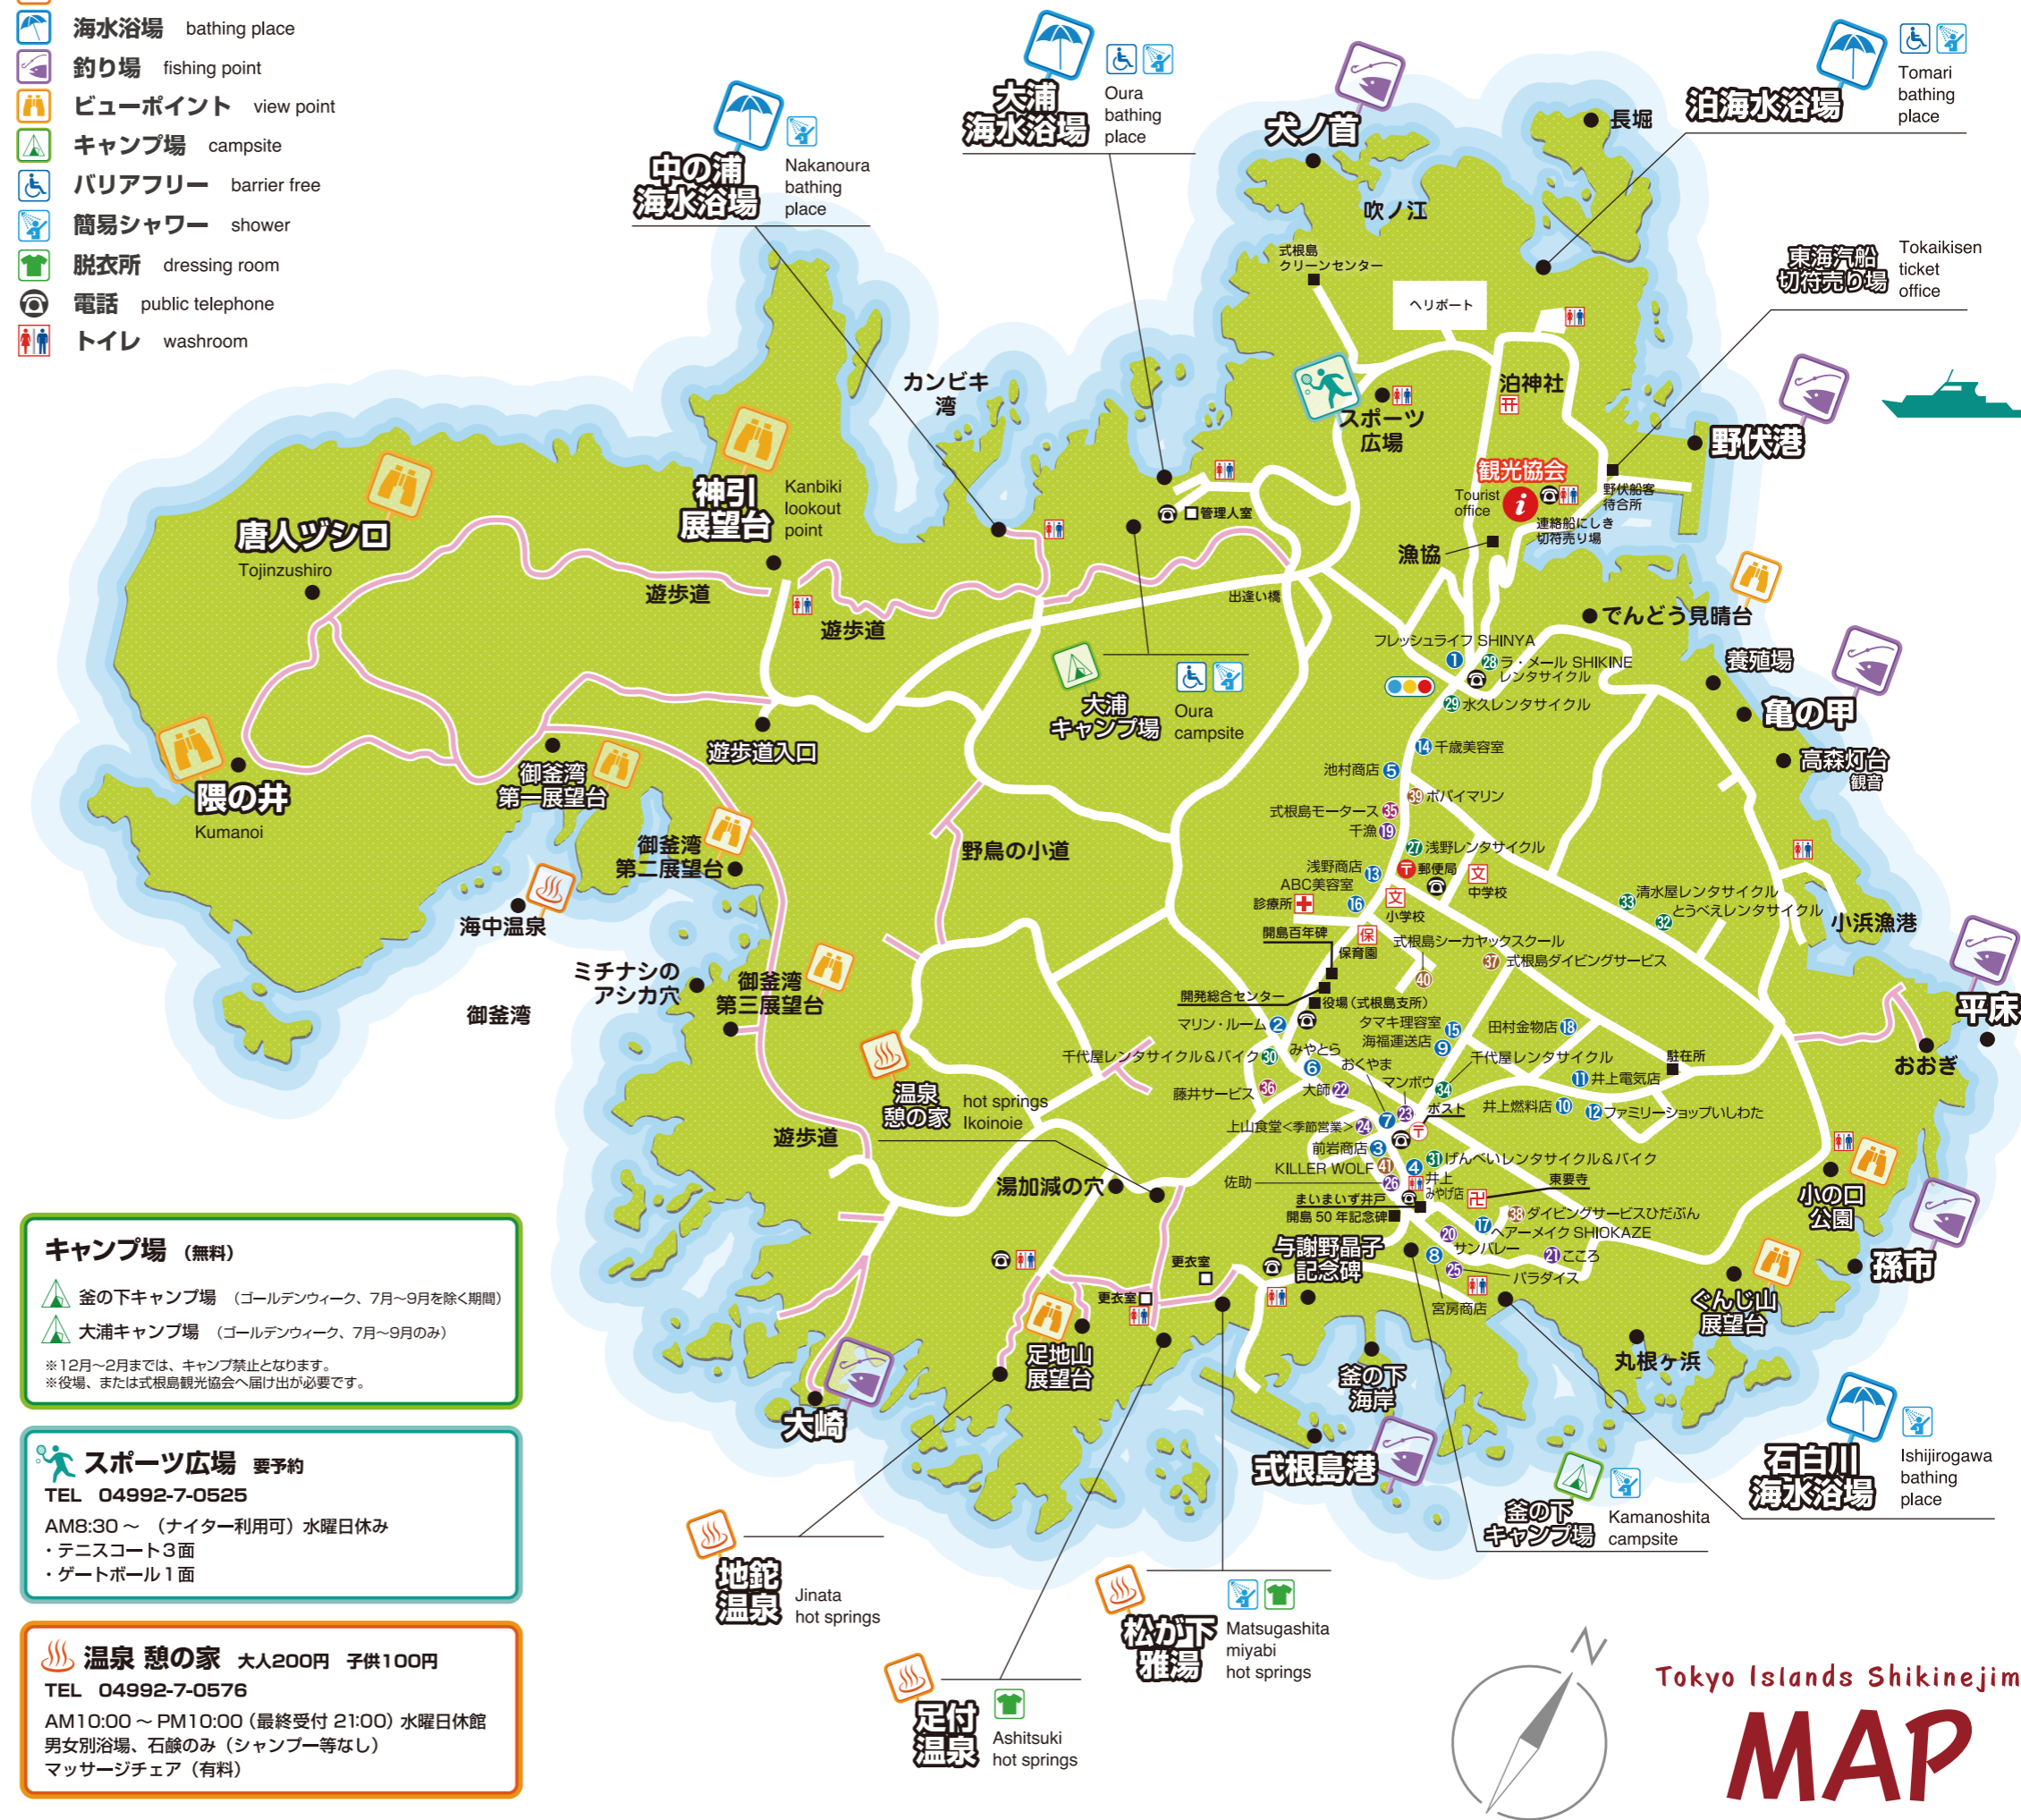 海水浴場 bathing place
釣り場 fishing point
ビューポイント view point
キャンプ場 campsite
バリアフリー barrier free
簡易シャワー shower
脱衣所 dressing room
電話 public telephone
トイレ washroom
中の浦
海水浴場
Nakanoura
bathing
place
大浦
海水浴場
Oura
bathing
place
犬ノ首
長堀
吹ノ江
泊海水浴場
Tomari
bathing
place
式根島
クリーンセンター
ヘリポート
東海汽船
切符売り場
Tokaikisen
ticket
office
カンビキ
湾
スポーツ
広場
泊神社
野伏港
観光協会
Tourist
office
i
野伏船客
待合所
連絡船にしき
切符売り場
漁協
管理人室
神引
展望台
Kanbiki
lookout
point
唐人ヅシロ
Tojinzushiro
遊歩道
遊歩道
出逢い橋
でんどう見晴台
養殖場
亀の甲
高森灯台
観音
フレッシュライフ SHINYA
1
28 ラ・メール SHIKINE
レンタサイクル
29 水久レンタサイクル
大浦
キャンプ場
Oura
campsite
遊歩道入口
14 千歳美容室
池村商店 5
39 ポパイマリン
式根島モータース 35
千漁 19
27 浅野レンタサイクル
隈の井
Kumanoi
御釜湾
第一展望台
御釜湾
第二展望台
野鳥の小道
浅野商店 13
〒 郵便局
ABC美容室
16
文
中学校
文
小学校
診療所
保
保育園
開島百年碑
33 清水屋レンタサイクル
32 とうべえレンタサイクル
小浜漁港
海中温泉
ミチナシの
アシカ穴
御釜湾
第三展望台
御釜湾
式根島シーカヤックスクール
40
37 式根島ダイビングサービス
開発総合センター
役場(式根島支所)
平床
おおぎ
マリン・ルーム 2
タマキ理容室 15
海福運送店 9
田村金物店 18
千代屋レンタサイクル&バイク 30
みやとら
6
おくやま
7
千代屋レンタサイクル
34
駐在所
11 井上電気店
藤井サービス 36
大師 22
マンボウ
23
ポスト
〒
井上燃料店 10
12 ファミリーショップいしわた
温泉
憩の家
hot springs
Ikoinoie
遊歩道
上山食堂<季節営業> 24
前岩商店 3
KILLER WOLF 41
4
31 げんべいレンタサイクル&バイク
佐助
26
井上
みやげ店
東要寺
まいまいず井戸
開島50年記念碑
38 ダイビングサービスひだぶん
17
ヘアーメイク SHIOKAZE
20
サンバレー
21 こころ
8
25
パラダイス
宮房商店
湯加減の穴
更衣室
更衣室
与謝野晶子
記念碑
小の口
公園
孫市
ぐんじ山
展望台
丸根ヶ浜
足地山
展望台
大崎
釜の下
海岸
式根島港
石白川
海水浴場
Ishijirogawa
bathing
place
釜の下
キャンプ場
Kamanoshita
campsite
地鉈
温泉
Jinata
hot springs
足付
温泉
Ashitsuki
hot springs
松が下
雅湯
Matsugashita
miyabi
hot springs
キャンプ場 (無料)
釜の下キャンプ場 (ゴールデンウィーク、7月〜9月を除く期間)
大浦キャンプ場 (ゴールデンウィーク、7月〜9月のみ)
※12月〜2月までは、キャンプ禁止となります。
※役場、または式根島観光協会へ届け出が必要です。
スポーツ広場 要予約
TEL 04992-7-0525
AM8:30〜 (ナイター利用可) 水曜日休み
・テニスコート3面
・ゲートボール1面
温泉 憩の家 大人200円 子供100円
TEL 04992-7-0576
AM10:00〜PM10:00(最終受付 21:00) 水曜日休館
男女別浴場、石鹸のみ(シャンプー等なし)
マッサージチェア(有料)
N
Tokyo Islands Shikinejim
MAP